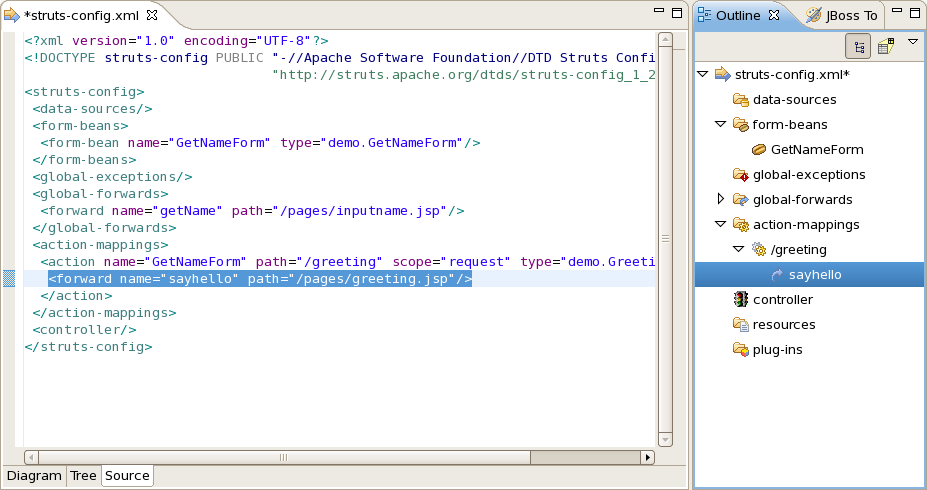 *struts-config.xml
<?xml version="1.0" encoding="UTF-8"?>
<!DOCTYPE struts-config PUBLIC "-//Apache Software Foundation//DTD Struts Confi
"http://struts.apache.org/dtds/struts-config_1_2
<struts-config>
<data-sources/>
<form-beans>
<form-bean name="GetNameForm" type="demo.GetNameForm"/>
</form-beans>
<global-exceptions/>
<global-forwards>
<forward name="getName" path="/pages/inputname.jsp"/>
</global-forwards>
<action-mappings>
<action name="GetNameForm" path="/greeting" scope="request" type="demo.Greeti
<forward name="sayhello" path="/pages/greeting.jsp"/>
</action>
</action-mappings>
<controller/>
</struts-config>
Diagram Tree Source
Outline JBoss To
struts-config.xml*
data-sources
form-beans
GetNameForm
global-exceptions
global-forwards
action-mappings
/greeting
sayhello
controller
resources
plug-ins